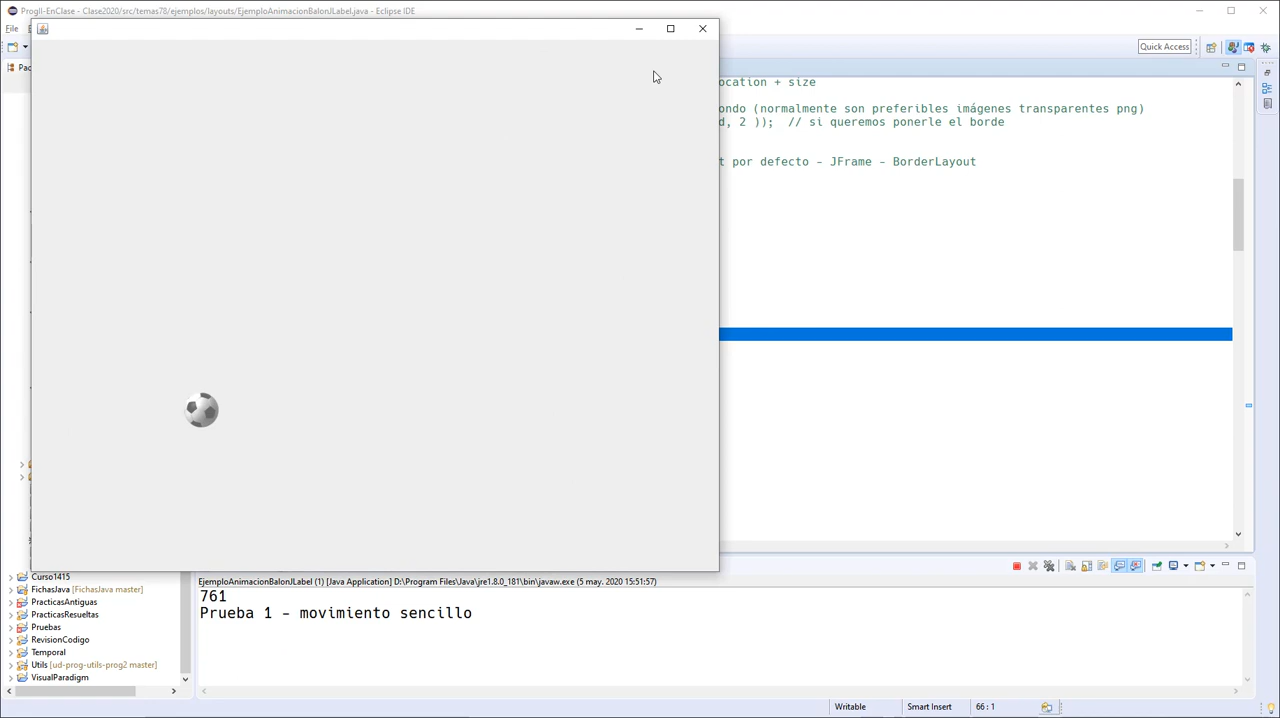 ProgII-EnClase - Clase2020/src/temas78/ejemplos/layouts/EjemploAnimacionBalonJLabel.java - Eclipse IDE
File
Quick Access
Pac
ocation + size
ondo (normalmente son preferibles imágenes transparentes png)
d, 2 ));  // si queremos ponerle el borde
t por defecto - JFrame - BorderLayout
Curso1415
FichasJava [FichasJava master]
PracticasAntiguas
PracticasResueltas
Pruebas
RevisionCodigo
Temporal
Utils [ud-prog-utils-prog2 master]
VisualParadigm
EjemploAnimacionBalonJLabel (1) [Java Application] D:\Program Files\Java\jre1.8.0_181\bin\javaw.exe (5 may. 2020 15:51:57)
761
Prueba 1 - movimiento sencillo
Writable
Smart Insert
66 : 1